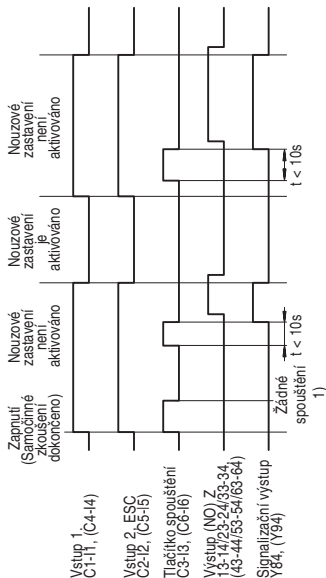 Zapnutí
(Samočinné
zkoušení
dokončeno)
Nouzové
zastavení
není
aktivováno
Nouzové
zastavení
je
aktivováno
Nouzové
zastavení
není
aktivováno
Vstup 1,
C1-I1, (C4-I4)
Vstup 2, ESC
C2-I2, (C5-I5)
Tlačítko spouštění
C3-I3, (C6-I6)
Výstup (NO) Z
13-14/23-24/33-34,
(43-44/53-54/63-64)
Signalizační výstup
Y84, (Y94)
Žádné
spouštění
1)
t < 10s
t < 10s